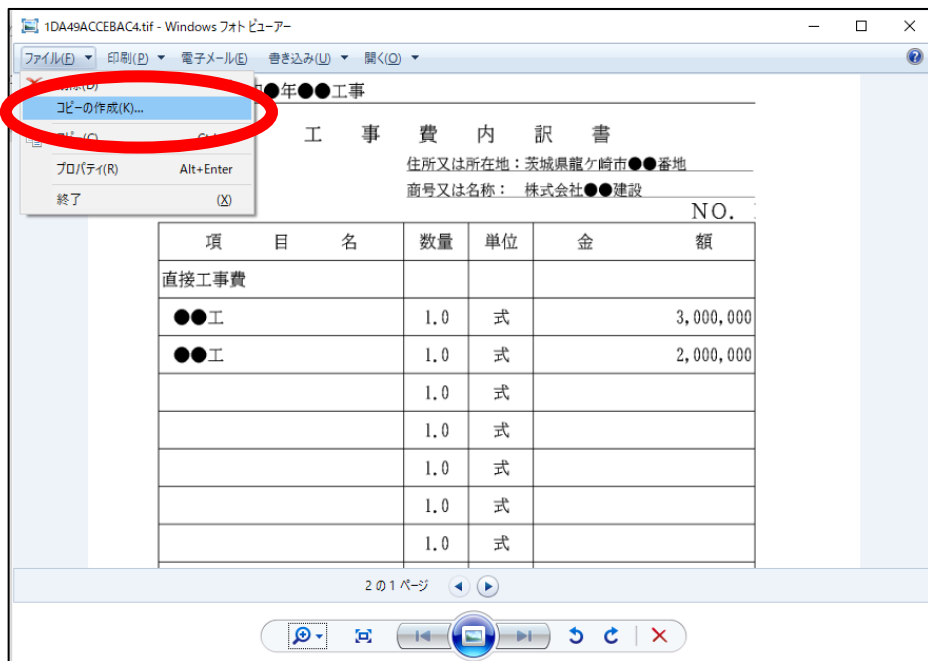 1DA49ACCEBAC4.tif - Windows フォト ビューアー
ファイル(F) 印刷(P) 電子メール(E) 書き込み(U) 開く(O)
●年●●工事
コピーの作成(K)...
工 事 費 内 訳 書
住所又は所在地：茨城県龍ケ崎市●●番地
プロパティ(R) Alt+Enter
商号又は名称： 株式会社●●建設
終了 (X)
NO.
項 目 名 数量 単位 金 額
直接工事費
●●工 1.0 式 3,000,000
●●工 1.0 式 2,000,000
1.0 式
1.0 式
1.0 式
1.0 式
1.0 式
2 の 1 ページ